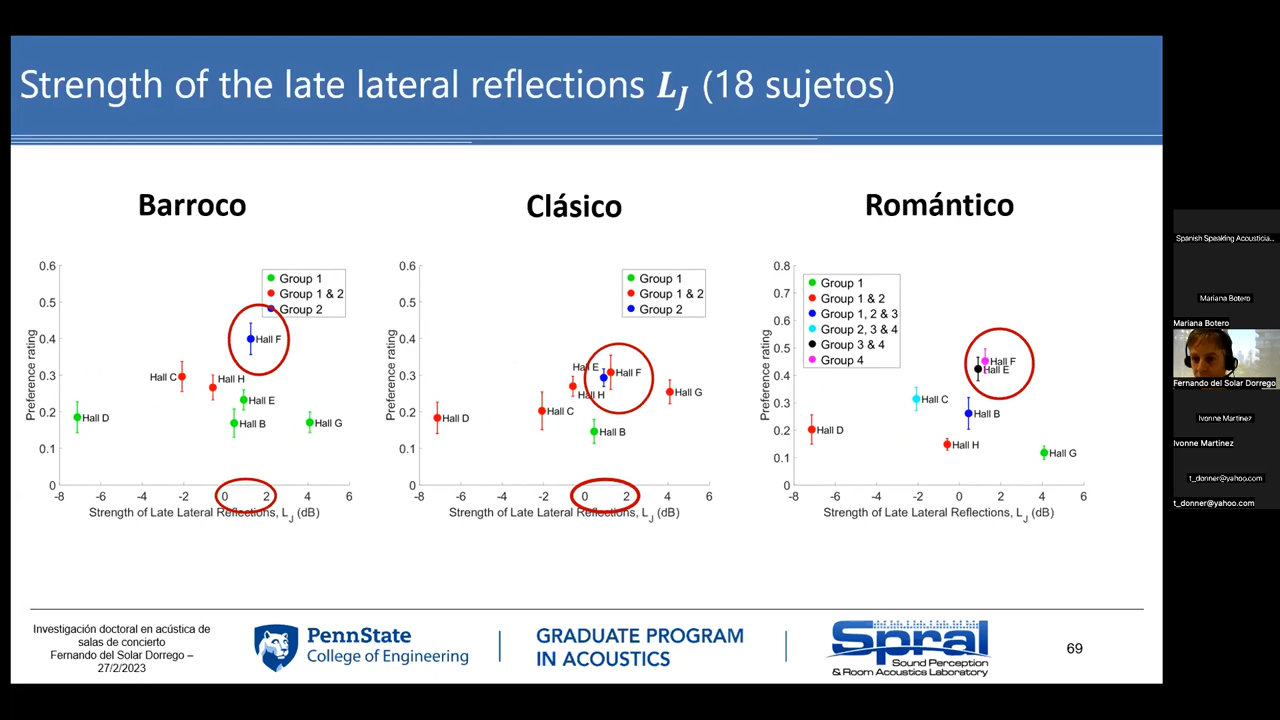 Strength of the late lateral reflections L_J (18 sujetos)
Barroco
0.6
0.5
0.4
0.3
0.2
0.1
0
-8
-6
-4
-2
0
2
4
6
Preference rating
Strength of Late Lateral Reflections, L_J (dB)
Group 1
Group 1 & 2
Group 2
Hall F
Hall C
Hall H
Hall E
Hall D
Hall B
Hall G
Clásico
0.6
0.5
0.4
0.3
0.2
0.1
0
-8
-6
-4
-2
0
2
4
6
Preference rating
Strength of Late Lateral Reflections, L_J (dB)
Group 1
Group 1 & 2
Group 2
Hall E
Hall F
Hall H
Hall G
Hall C
Hall D
Hall B
Romántico
0.8
0.7
0.6
0.5
0.4
0.3
0.2
0.1
0
-8
-6
-4
-2
0
2
4
6
Preference rating
Strength of Late Lateral Reflections, L_J (dB)
Group 1
Group 1 & 2
Group 1, 2 & 3
Group 2, 3 & 4
Group 3 & 4
Group 4
Hall F
Hall E
Hall C
Hall B
Hall D
Hall H
Hall G
Investigación doctoral en acústica de
salas de concierto
Fernando del Solar Dorrego –
27/2/2023
PennState
College of Engineering
GRADUATE PROGRAM
IN ACOUSTICS
Spral
Sound Perception
& Room Acoustics Laboratory
69
Spanish Speaking Acousticia...
Mariana Botero
Mariana Botero
Fernando del Solar Dorrego
Ivonne Martinez
Ivonne Martinez
t_donner@yahoo.com
t_donner@yahoo.com